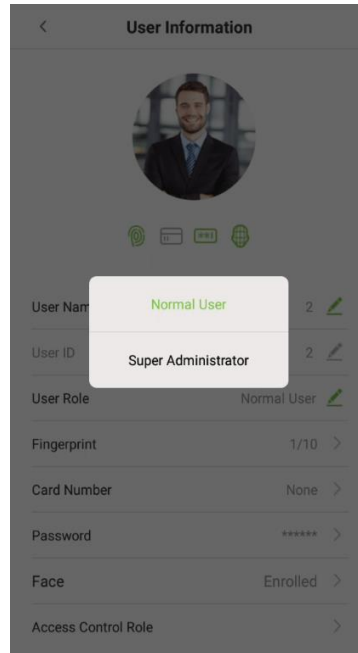 User Information
User Nam 2
Normal User
User ID 2
Super Administrator
User Role Normal User
Fingerprint 1/10
Card Number None
Password ******
Face Enrolled
Access Control Role